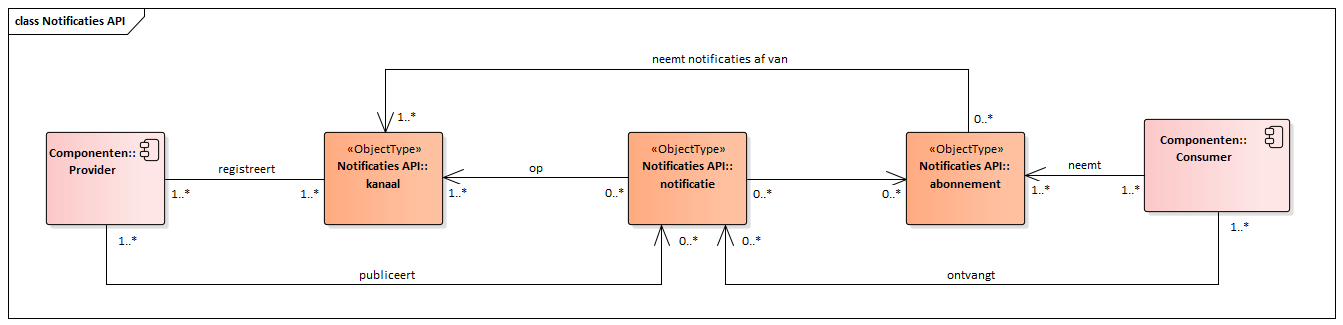 class Notificaties API
neemt notificaties af van
1..*
0..*
Componenten::
Provider
registreert
1..*
1..*
«ObjectType»
Notificaties API::
kanaal
op
1..*
0..*
«ObjectType»
Notificaties API::
notificatie
0..*
0..*
«ObjectType»
Notificaties API::
abonnement
neemt
1..*
1..*
Componenten::
Consumer
1..*
0..*
0..*
1..*
publiceert
ontvangt